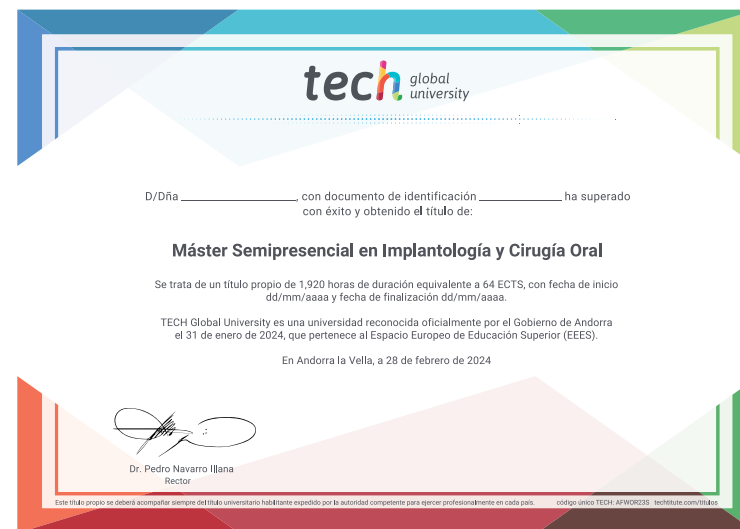 tech global university
D/Dña ____________, con documento de identificación ____________ ha superado
con éxito y obtenido el título de:
Máster Semipresencial en Implantología y Cirugía Oral
Se trata de un título propio de 1,920 horas de duración equivalente a 64 ECTS, con fecha de inicio
dd/mm/aaaa y fecha de finalización dd/mm/aaaa.
TECH Global University es una universidad reconocida oficialmente por el Gobierno de Andorra
el 31 de enero de 2024, que pertenece al Espacio Europeo de Educación Superior (EEES).
En Andorra la Vella, a 28 de febrero de 2024
Dr. Pedro Navarro Illana
Rector
Este título propio se deberá acompañar siempre del título universitario habilitante expedido por la autoridad competente para ejercer profesionalmente en cada país. código único TECH: AFWOR23S techtitute.com/titulos